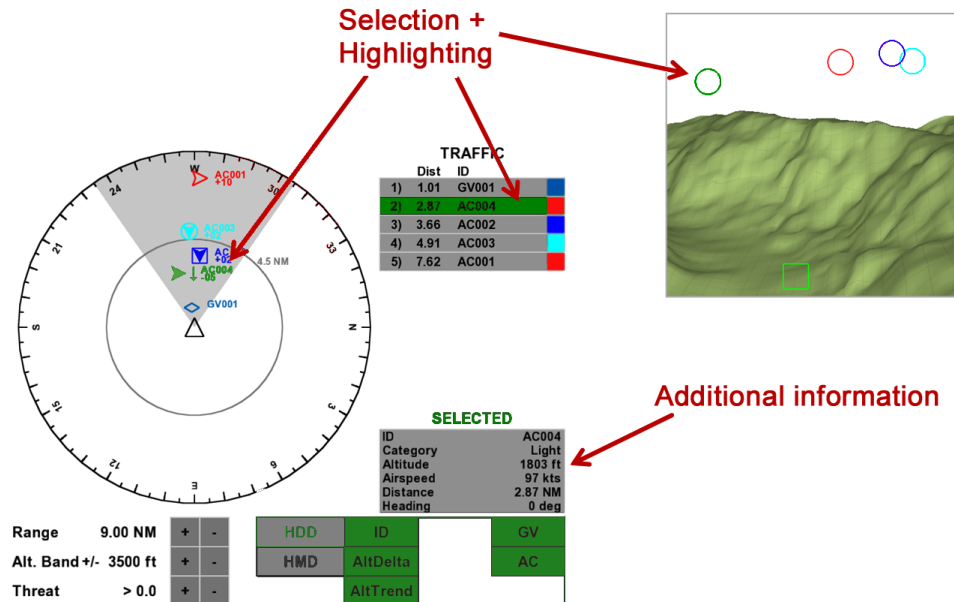 Selection +
Highlighting
TRAFFIC
Dist ID
1) 1.01 GV001
2) 2.87 AC004
3) 3.66 AC002
4) 4.91 AC003
5) 7.62 AC001
W
24
30
21
33
S
N
15
3
12
6
E
AC001
+10
AC003
AC
+02
AC004
-05
4.5 NM
GV001
Additional information
SELECTED
ID AC004
Category Light
Altitude 1803 ft
Airspeed 97 kts
Distance 2.87 NM
Heading 0 deg
Range 9.00 NM + -
Alt. Band +/- 3500 ft + -
Threat > 0.0 + -
HDD ID GV
HMD AltDelta AC
AltTrend